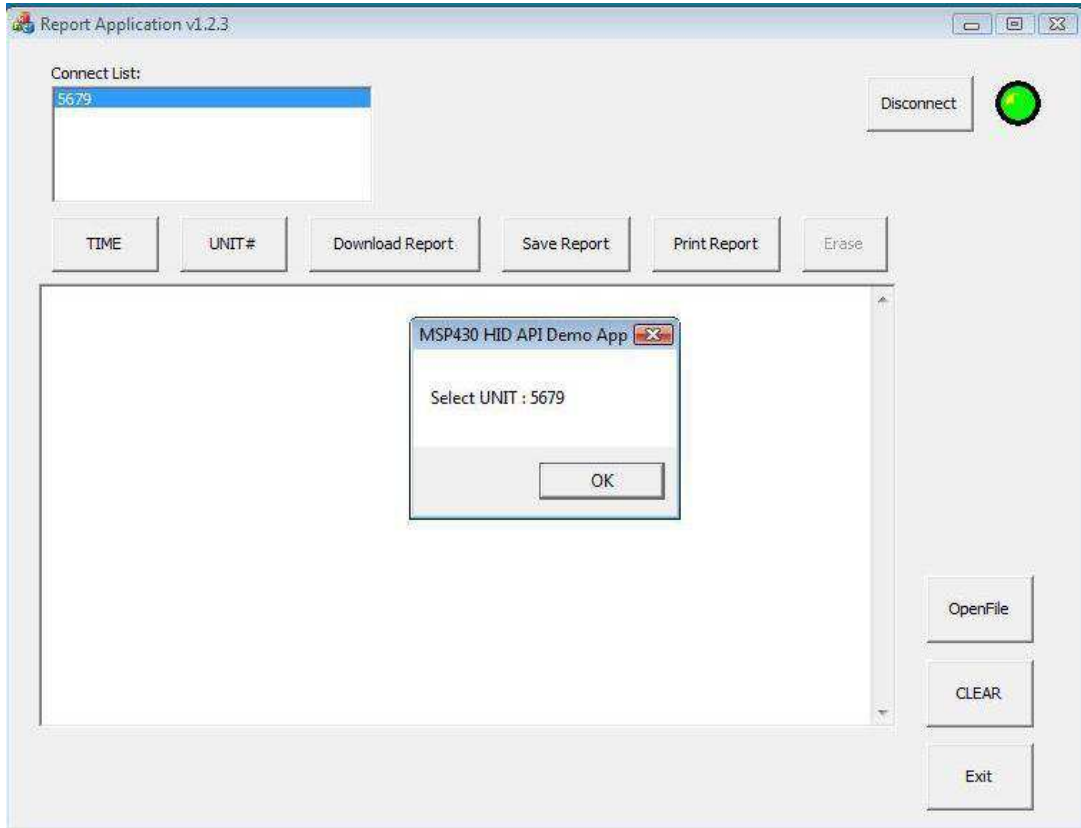 Report Application v1.2.3
Connect List:
5679
Disconnect
TIME
UNIT#
Download Report
Save Report
Print Report
Erase
MSP430 HID API Demo App
Select UNIT : 5679
OK
OpenFile
CLEAR
Exit